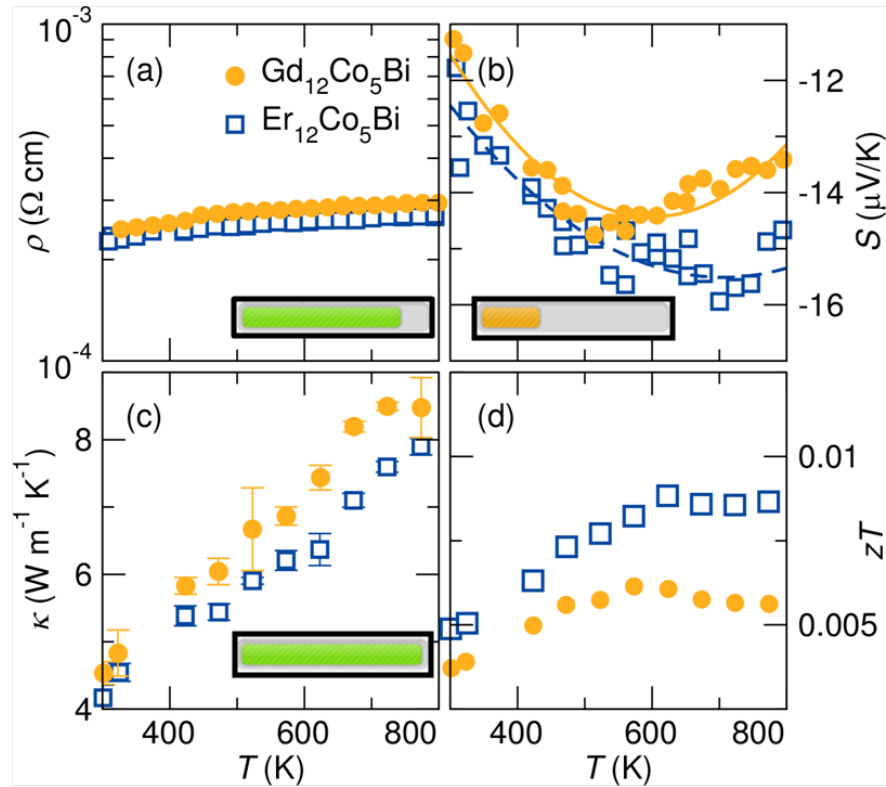 10⁻³
(a)
Gd₁₂Co₅Bi
Er₁₂Co₅Bi
ρ (Ω cm)
10⁻⁴
(b)
-12
-14
-16
S (μV/K)
10
8
6
4
(c)
κ (W m⁻¹ K⁻¹)
400
600
800
T (K)
(d)
0.01
0.005
zT
400
600
800
T (K)